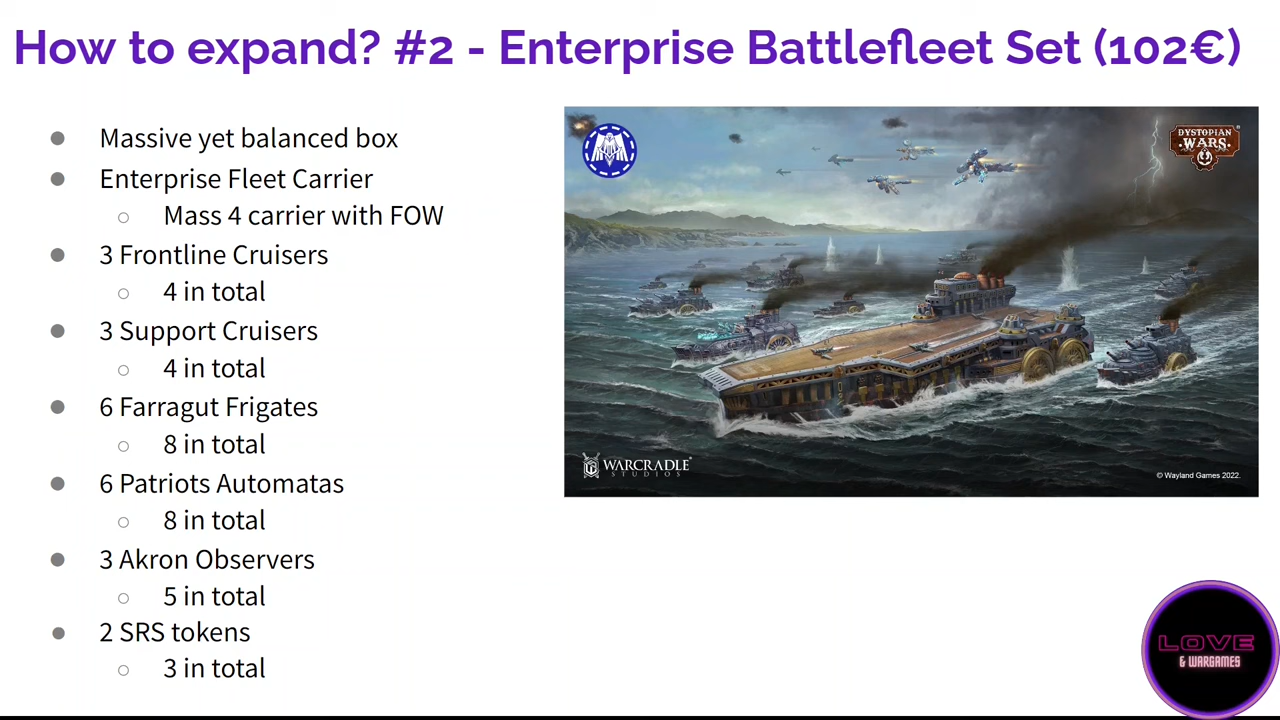 How to expand? #2 - Enterprise Battlefleet Set (102€)
Massive yet balanced box
Enterprise Fleet Carrier
Mass 4 carrier with FOW
3 Frontline Cruisers
4 in total
3 Support Cruisers
4 in total
6 Farragut Frigates
8 in total
6 Patriots Automatas
8 in total
3 Akron Observers
5 in total
2 SRS tokens
3 in total
DYSTOPIAN
WARS
WARCRADLE
STUDIOS
© Wayland Games 2022.
LOVE
& WARGAMES